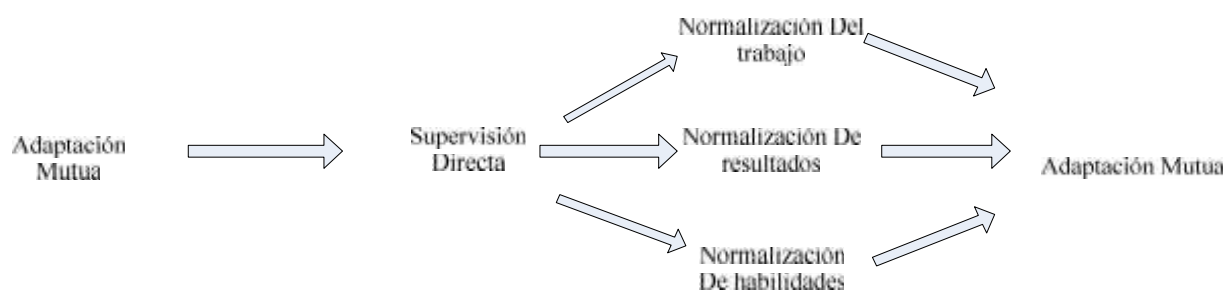 Adaptación
Mutua
Supervisión
Directa
Normalización Del
trabajo
Normalización De
resultados
Normalización
De habilidades
Adaptación Mutua